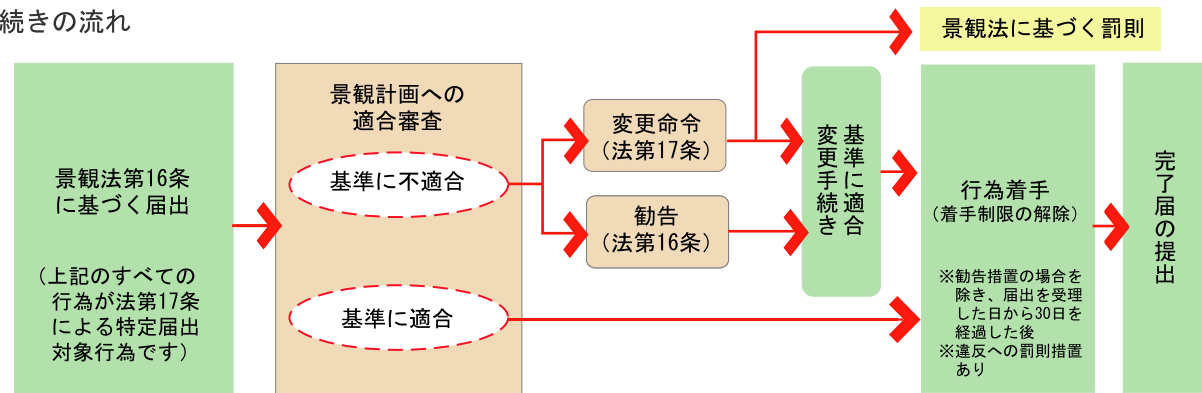 続きの流れ
景観法第16条
に基づく届出
（上記のすべての
行為が法第17条
による特定届出
対象行為です）
景観計画への
適合審査
基準に不適合
基準に適合
変更命令
（法第17条）
勧告
（法第16条）
基準に適合
変更手続き
景観法に基づく罰則
行為着手
（着手制限の解除）
※勧告措置の場合を
除き、届出を受理
した日から30日を
経過した後
※違反への罰則措置
あり
完了届の提出